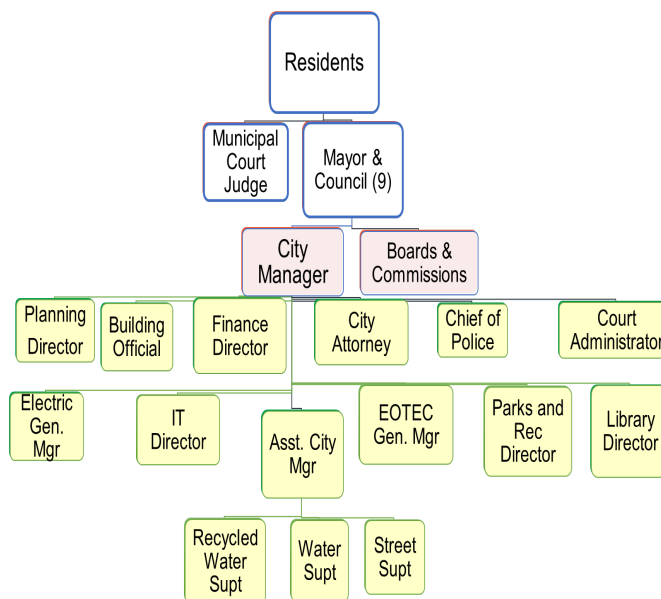 Residents
Municipal
Court
Judge
Mayor &
Council (9)
City
Manager
Boards &
Commissions
Planning
Director
Building
Official
Finance
Director
City
Attorney
Chief of
Police
Court
Administrator
Electric
Gen.
Mgr
IT
Director
Asst. City
Mgr
EOTEC
Gen. Mgr
Parks and
Rec
Director
Library
Director
Recycled
Water
Supt
Water
Supt
Street
Supt